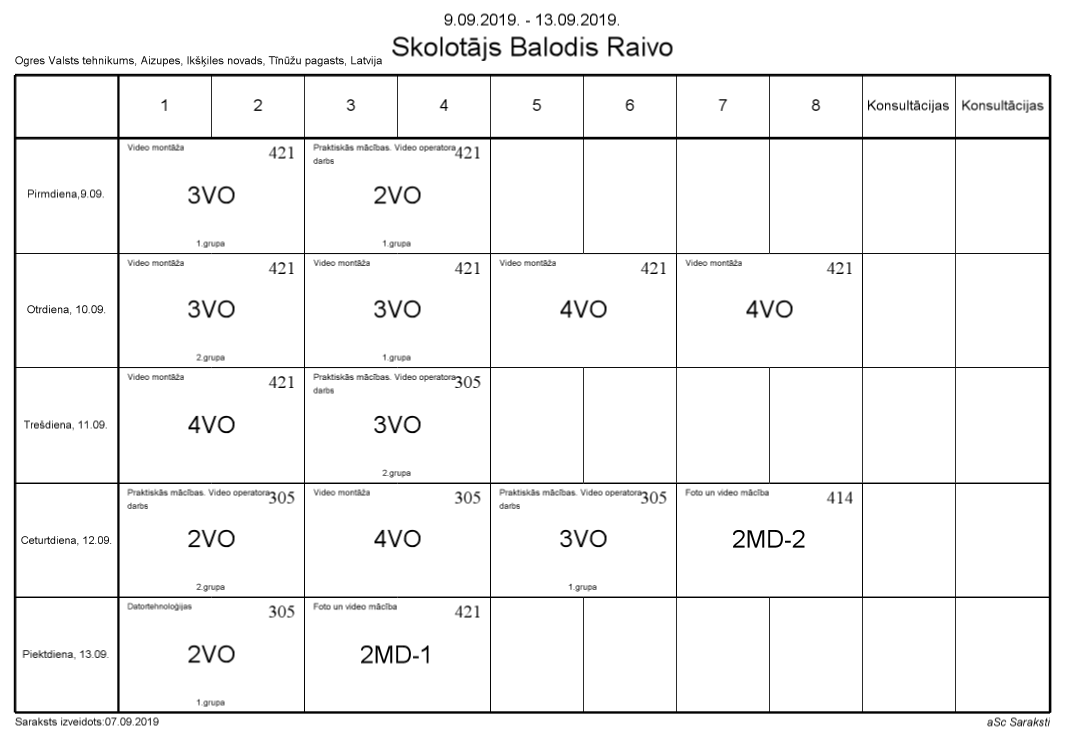 9.09.2019. - 13.09.2019.
Skolotājs Balodis Raivo
Ogres Valsts tehnikums, Aizupes, Ikšķiles novads, Tīnūžu pagasts, Latvija
1 2 3 4 5 6 7 8 Konsultācijas Konsultācijas
Pirmdiena,9.09.
Video montāža 421
3VO
1.grupa
Praktiskās mācības. Video operatora 421
darbs
2VO
1.grupa
Otrdiena, 10.09.
Video montāža 421
3VO
2.grupa
Video montāža 421
3VO
1.grupa
Video montāža 421
4VO
Video montāža 421
4VO
Trešdiena, 11.09.
Video montāža 421
4VO
Praktiskās mācības. Video operatora 305
darbs
3VO
2.grupa
Ceturtdiena, 12.09.
Praktiskās mācības. Video operatora 305
darbs
2VO
2.grupa
Video montāža 305
4VO
Praktiskās mācības. Video operatora 305
darbs
3VO
1.grupa
Foto un video mācība 414
2MD-2
Piektdiena, 13.09.
Datortehnoloģijas 305
2VO
1.grupa
Foto un video mācība 421
2MD-1
Saraksts izveidots:07.09.2019
aSc Saraksti